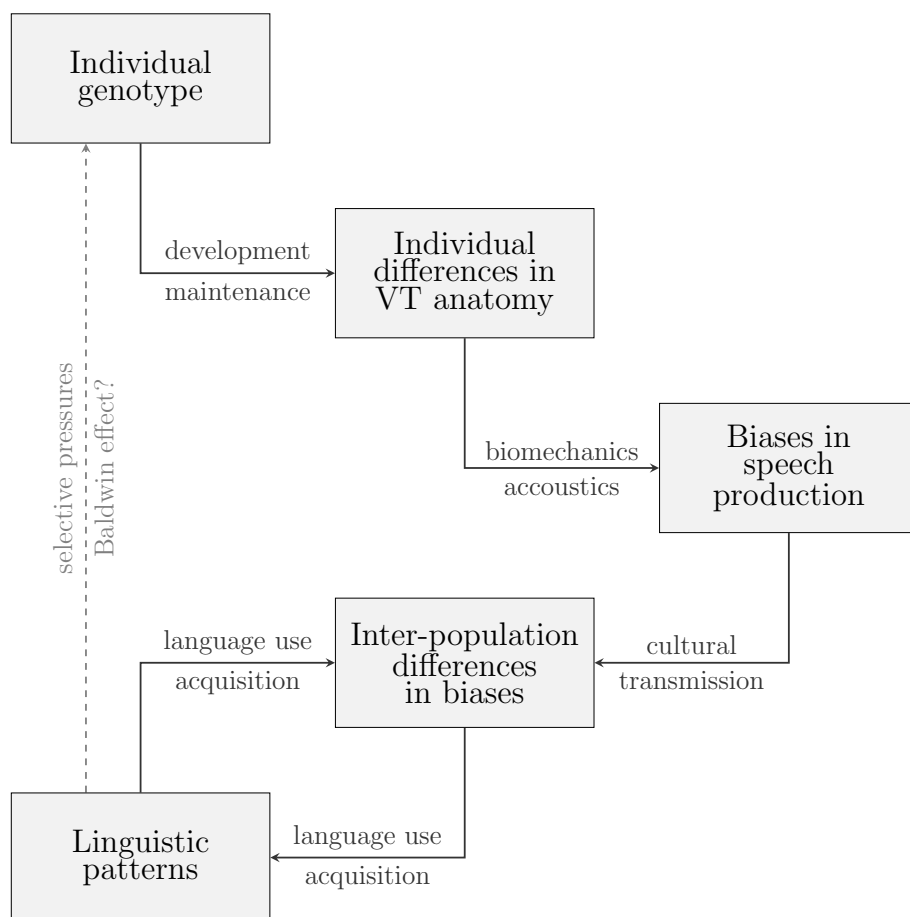 Individual
genotype
development
maintenance
Individual
differences in
VT anatomy
biomechanics
accoustics
Biases in
speech
production
selective pressures
Baldwin effect?
language use
acquisition
Inter-population
differences
in biases
cultural
transmission
Linguistic
patterns
language use
acquisition